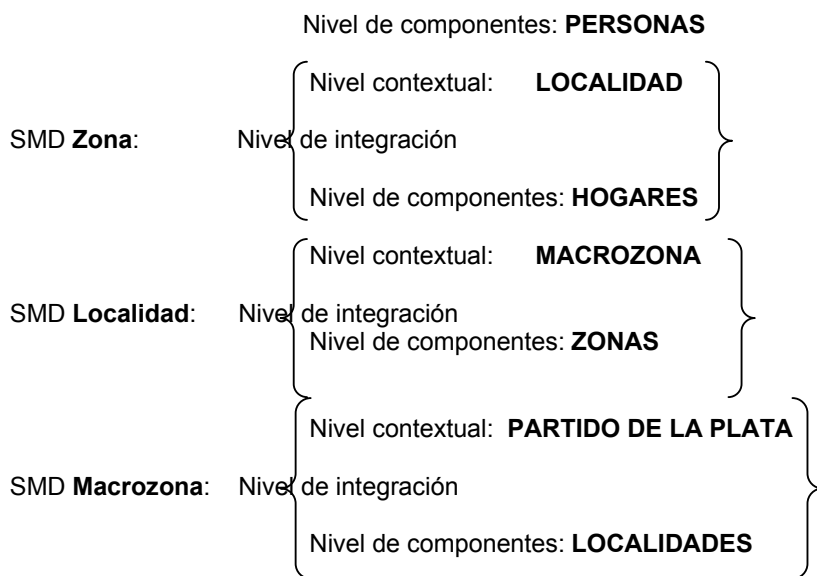 Nivel de componentes: PERSONAS
Nivel contextual: LOCALIDAD
SMD Zona: Nivel de integración
Nivel de componentes: HOGARES
Nivel contextual: MACROZONA
SMD Localidad: Nivel de integración
Nivel de componentes: ZONAS
Nivel contextual: PARTIDO DE LA PLATA
SMD Macrozona: Nivel de integración
Nivel de componentes: LOCALIDADES